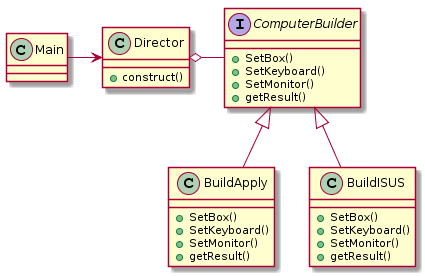 C Main
C Director
construct()
I ComputerBuilder
SetBox()
SetKeyboard()
SetMonitor()
getResult()
C BuildApply
SetBox()
SetKeyboard()
SetMonitor()
getResult()
C BuildISUS
SetBox()
SetKeyboard()
SetMonitor()
getResult()